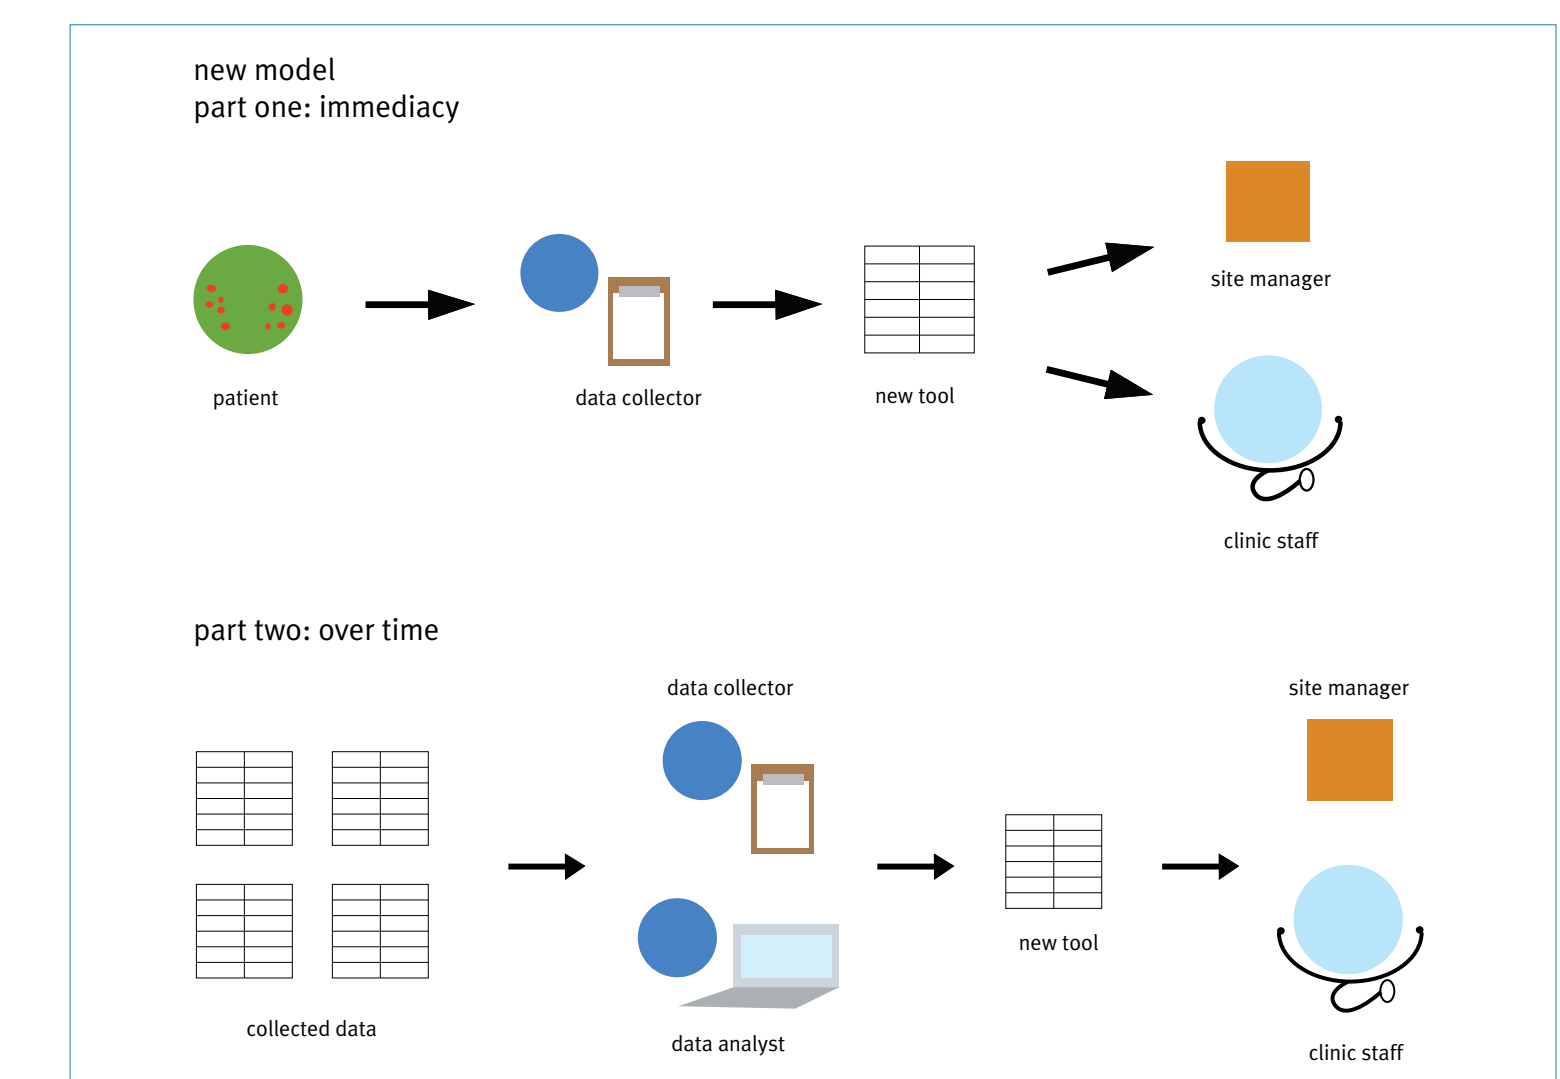 new model
part one: immediacy
site manager
patient
data collector
new tool
clinic staff
part two: over time
data collector
site manager
new tool
collected data
data analyst
clinic staff